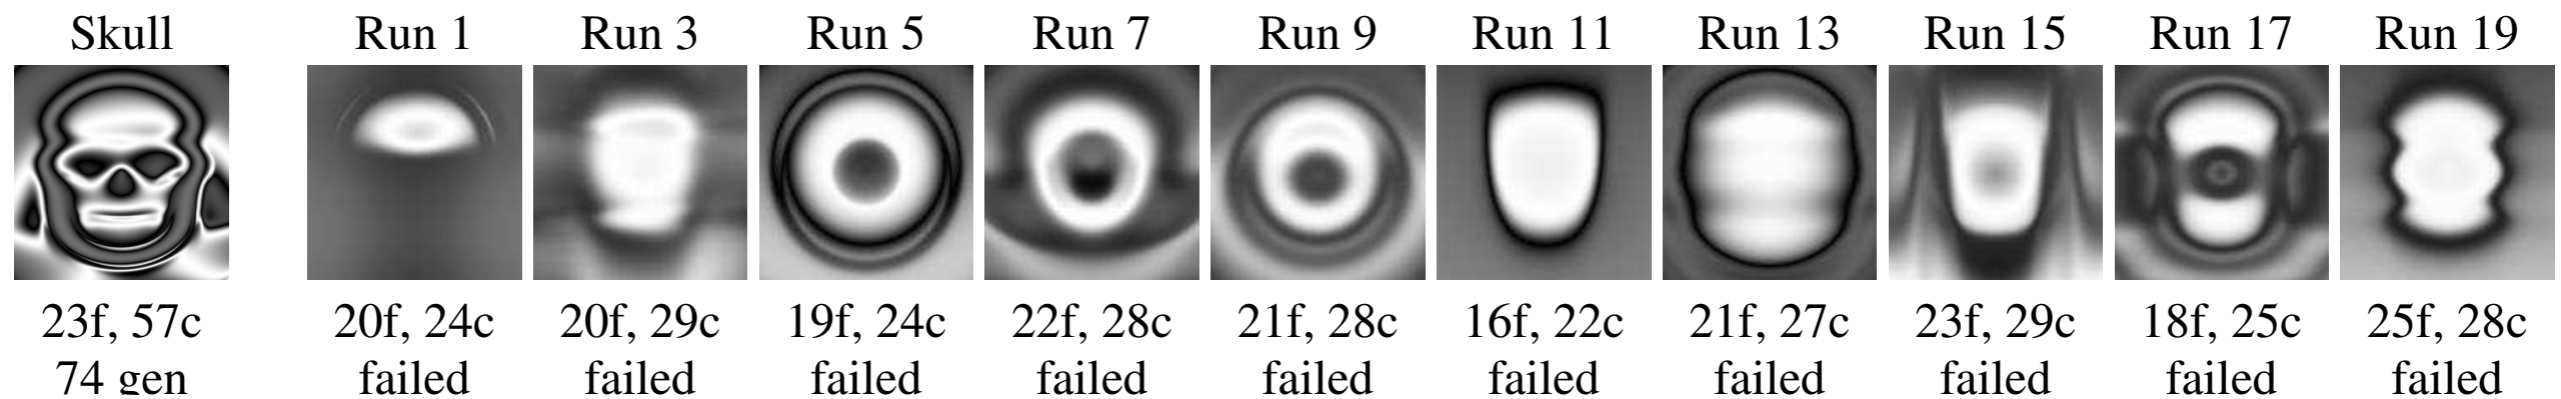 Skull Run 1 Run 3 Run 5 Run 7 Run 9 Run 11 Run 13 Run 15 Run 17 Run 19
23f, 57c 20f, 24c 20f, 29c 19f, 24c 22f, 28c 21f, 28c 16f, 22c 21f, 27c 23f, 29c 18f, 25c 25f, 28c
74 gen failed failed failed failed failed failed failed failed failed failed